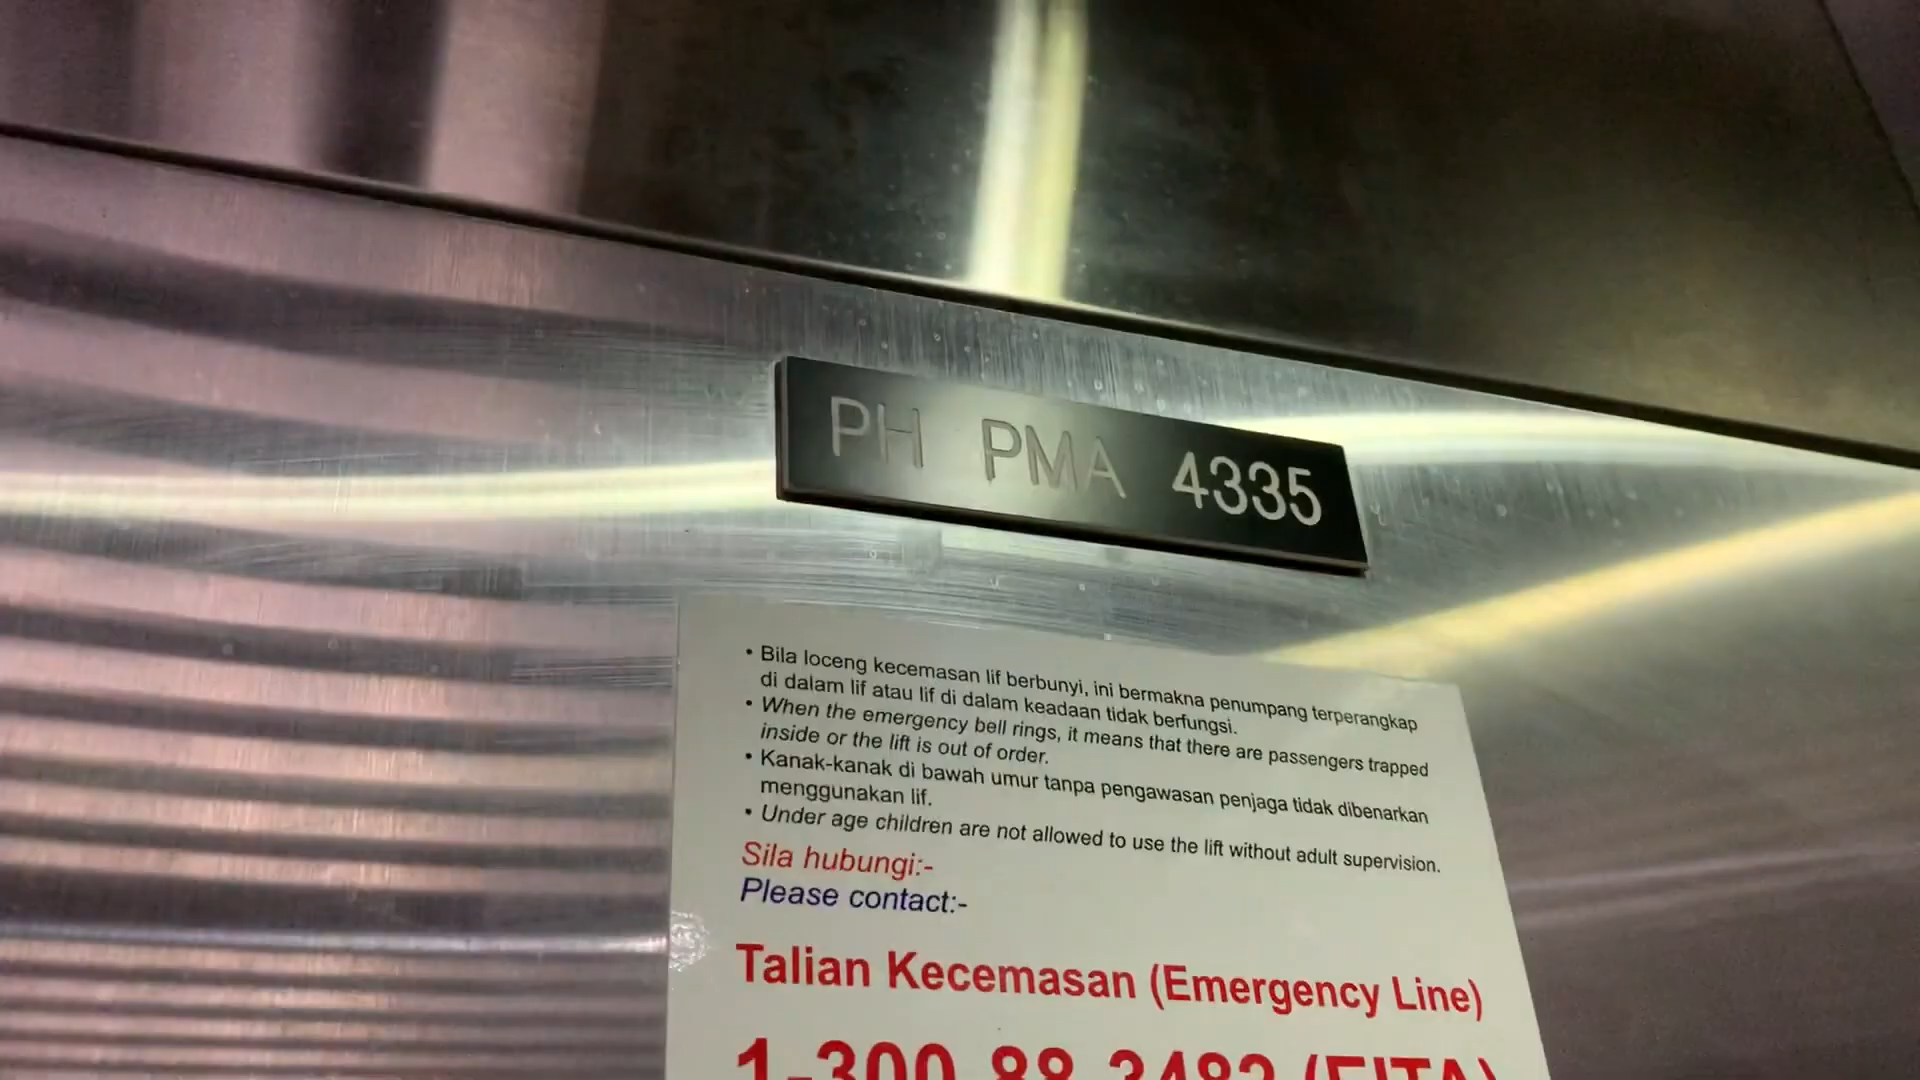 PH PMA 4335
• Bila loceng kecemasan lif berbunyi, ini bermakna penumpang terperangkap
di dalam lif atau lif di dalam keadaan tidak berfungsi.
• When the emergency bell rings, it means that there are passengers trapped
inside or the lift is out of order.
• Kanak-kanak di bawah umur tanpa pengawasan penjaga tidak dibenarkan
menggunakan lif.
• Under age children are not allowed to use the lift without adult supervision.
Sila hubungi:-
Please contact:-
Talian Kecemasan (Emergency Line)
1-300-88-3482 (EITA)